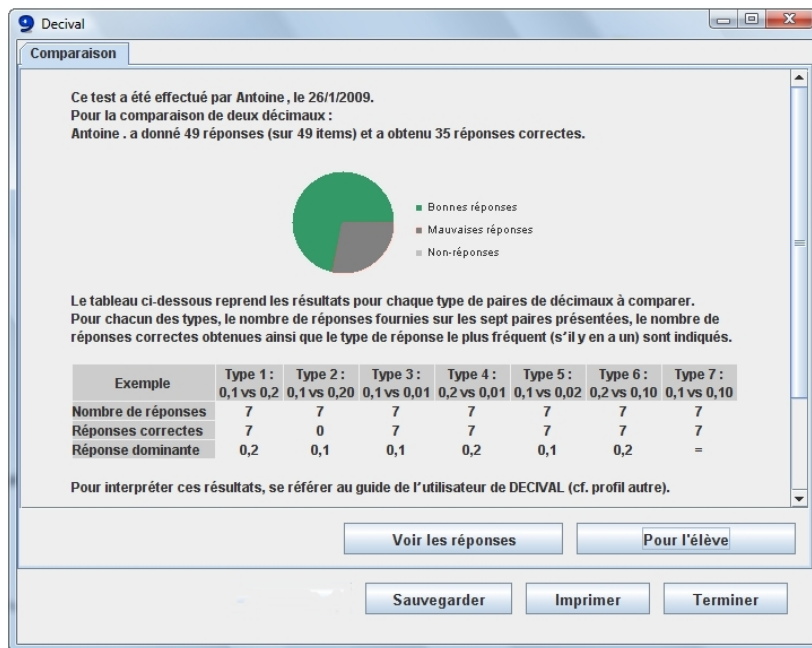 Decival
Comparaison
Ce test a été effectué par Antoine , le 26/1/2009.
Pour la comparaison de deux décimaux :
Antoine . a donné 49 réponses (sur 49 items) et a obtenu 35 réponses correctes.
Bonnes réponses
Mauvaises réponses
Non-réponses
Le tableau ci-dessous reprend les résultats pour chaque type de paires de décimaux à comparer.
Pour chacun des types, le nombre de réponses fournies sur les sept paires présentées, le nombre de
réponses correctes obtenues ainsi que le type de réponse le plus fréquent (s'il y en a un) sont indiqués.
Exemple Type 1 : Type 2 : Type 3 : Type 4 : Type 5 : Type 6 : Type 7 :
0,1 vs 0,2 0,1 vs 0,20 0,1 vs 0,01 0,2 vs 0,01 0,1 vs 0,02 0,2 vs 0,10 0,1 vs 0,10
Nombre de réponses 7 7 7 7 7 7 7
Réponses correctes 7 0 7 7 7 7 7
Réponse dominante 0,2 0,1 0,1 0,2 0,1 0,2 =
Pour interpréter ces résultats, se référer au guide de l'utilisateur de DECIVAL (cf. profil autre).
Voir les réponses Pour l'élève
Sauvegarder Imprimer Terminer